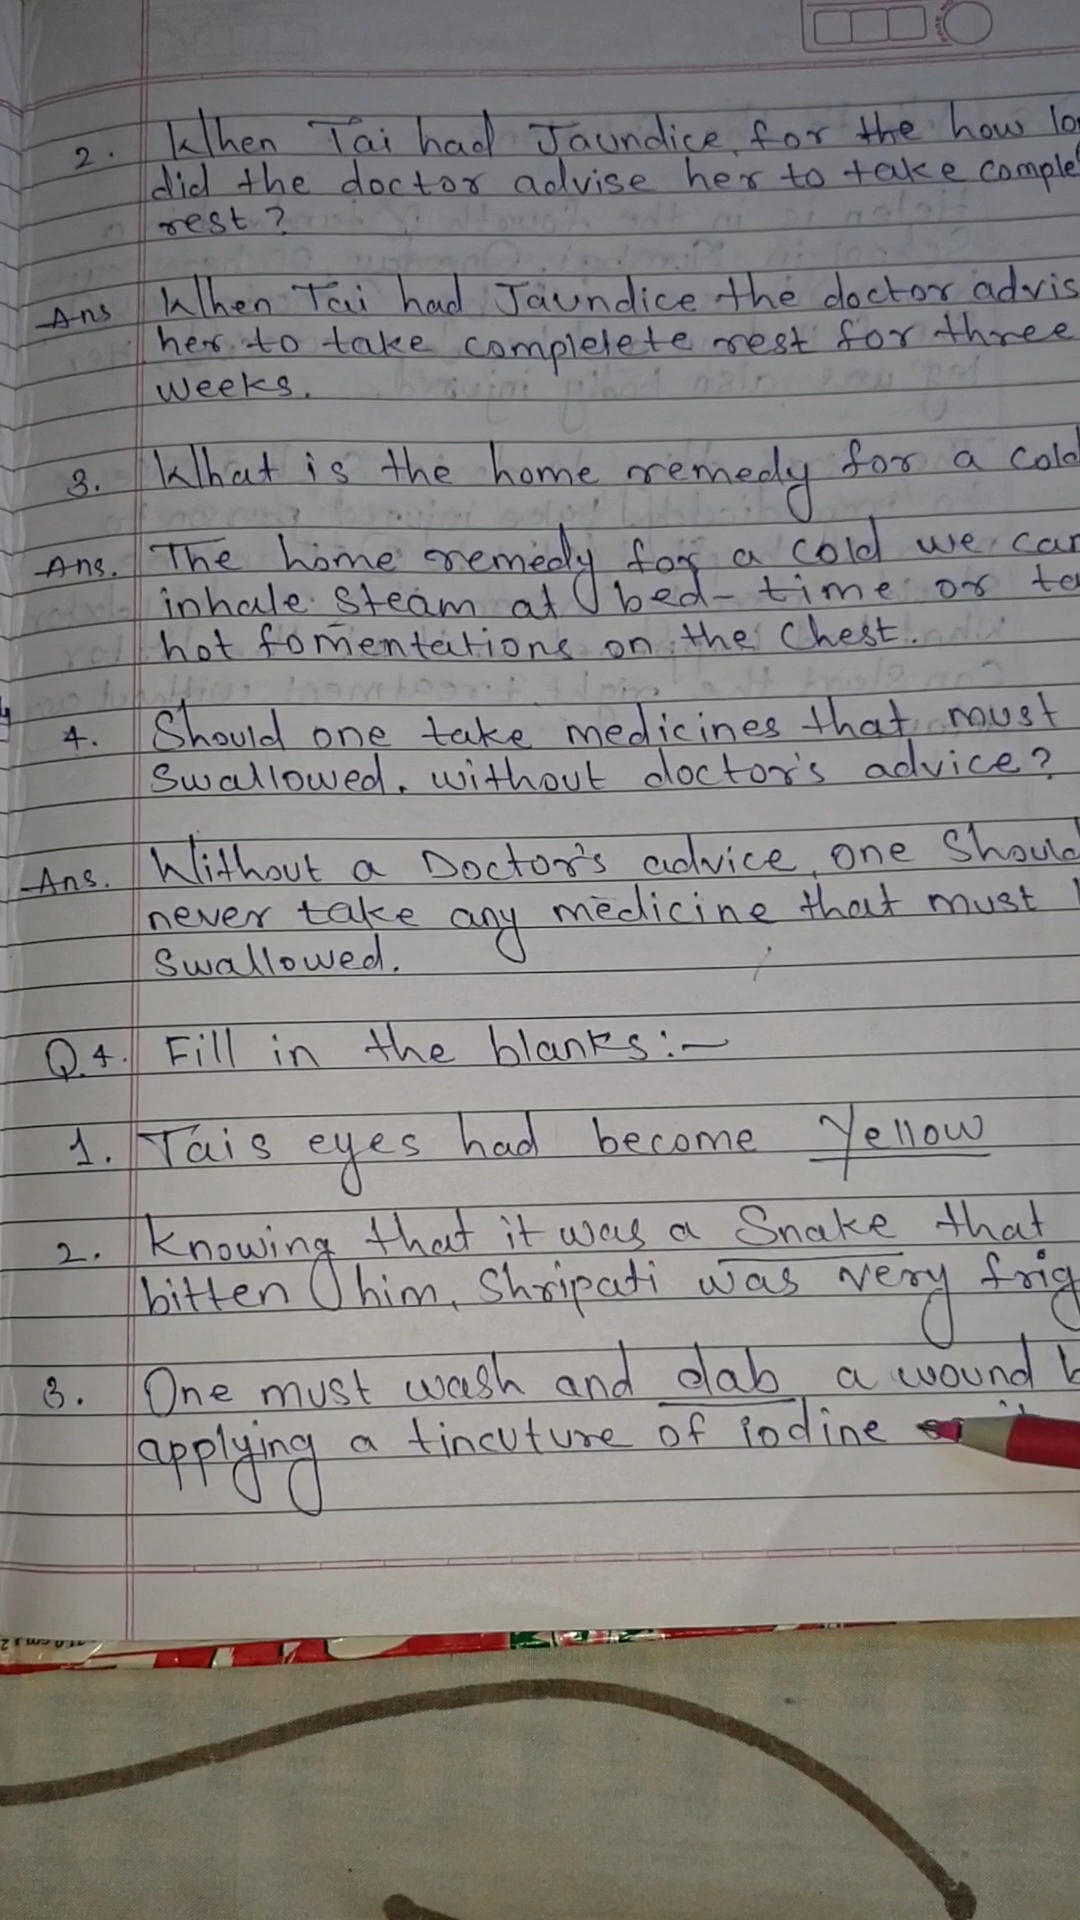 2. When Tai had Jaundice, for the how lo
did the doctor advise her to take comple
rest?
Ans When Tai had Jaundice the doctor advis
her to take complelete rest for three
weeks.
3. What is the home remedy for a cold
Ans. The home remedy for a cold we can
inhale steam at bed-time or ta
hot fomentations on the Chest.
4. Should one take medicines that must
Swallowed. without doctor's advice?
Ans. Without a Doctor's advice, one Should
never take any medicine that must
Swallowed.
Q.4. Fill in the blanks:-
1. Tais eyes had become Yellow
2. Knowing that it was a Snake that
bitten him, Shripati was very frig
3. One must wash and dab a wound b
applying a tincuture of iodine